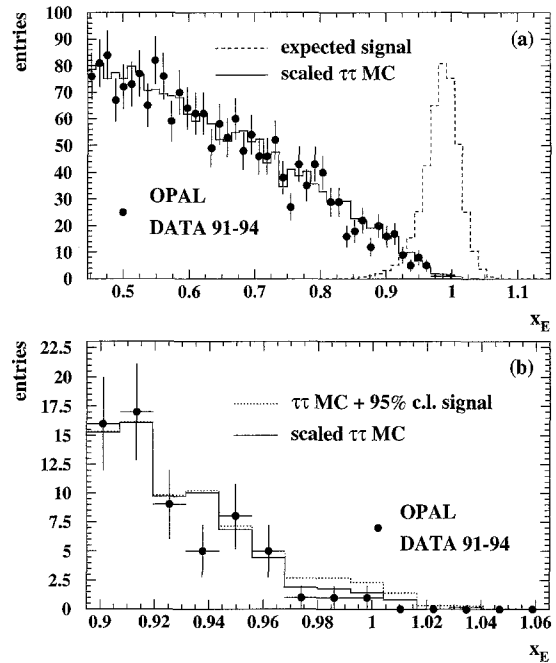 entries
100
90
80
70
60
50
40
30
20
10
0
(a)
expected signal
scaled ττ MC
OPAL
DATA 91-94
0.5 0.6 0.7 0.8 0.9 1 1.1
x_E
entries
22.5
20
17.5
15
12.5
10
7.5
5
2.5
0
(b)
ττ MC + 95% c.l. signal
scaled ττ MC
OPAL
DATA 91-94
0.9 0.92 0.94 0.96 0.98 1 1.02 1.04 1.06
x_E